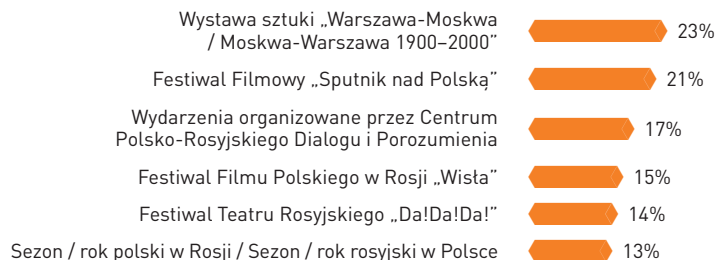 Wystawa sztuki „Warszawa-Moskwa
/ Moskwa-Warszawa 1900–2000”
23%
Festiwal Filmowy „Sputnik nad Polską”
21%
Wydarzenia organizowane przez Centrum
Polsko-Rosyjskiego Dialogu i Porozumienia
17%
Festiwal Filmu Polskiego w Rosji „Wisła”
15%
Festiwal Teatru Rosyjskiego „Da!Da!Da!”
14%
Sezon / rok polski w Rosji / Sezon / rok rosyjski w Polsce
13%